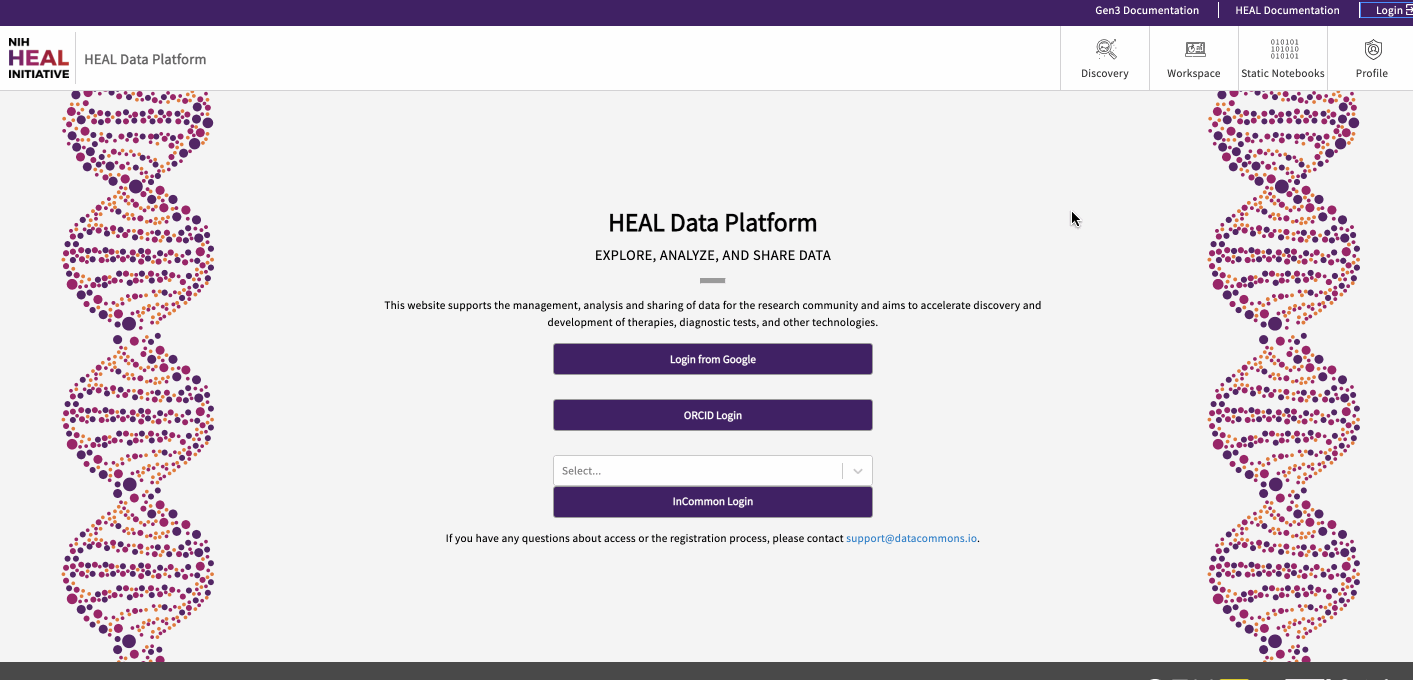 Gen3 Documentation
HEAL Documentation
Login
NIH
HEAL
INITIATIVE
HEAL Data Platform
010101
101010
010101
Discovery
Workspace
Static Notebooks
Profile
HEAL Data Platform
EXPLORE, ANALYZE, AND SHARE DATA
This website supports the management, analysis and sharing of data for the research community and aims to accelerate discovery and
development of therapies, diagnostic tests, and other technologies.
Login from Google
ORCID Login
Select...
InCommon Login
If you have any questions about access or the registration process, please contact support@datacommons.io.